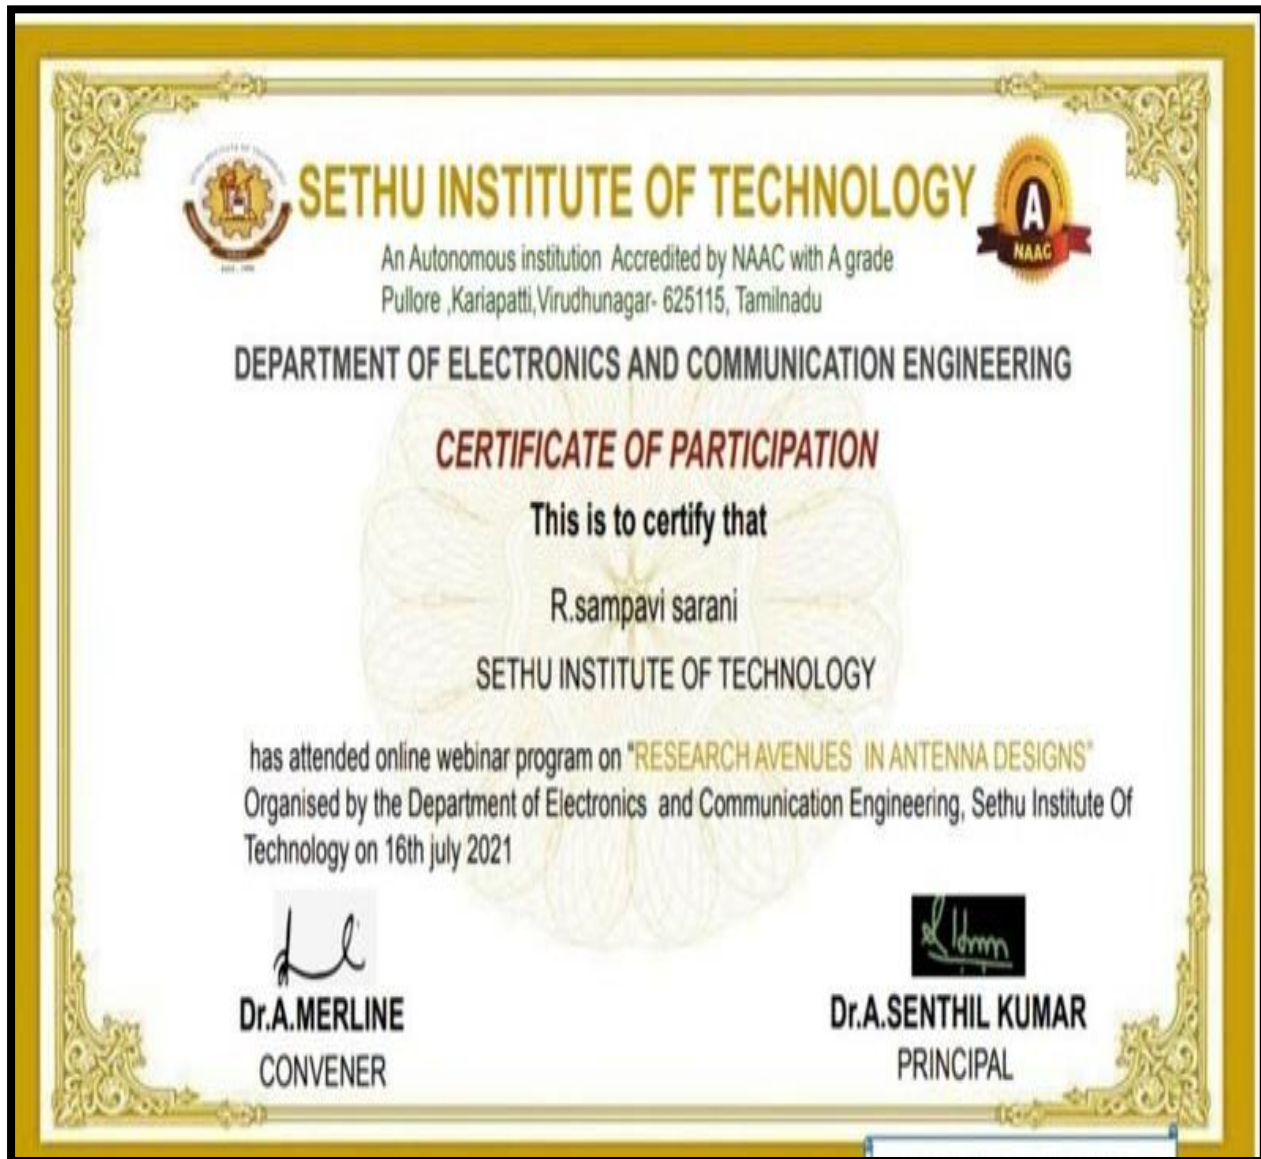 SETHU INSTITUTE OF TECHNOLOGY
An Autonomous institution Accredited by NAAC with A grade
Pullore ,Kariapatti,Virudhunagar- 625115, Tamilnadu
A
NAAC
DEPARTMENT OF ELECTRONICS AND COMMUNICATION ENGINEERING
CERTIFICATE OF PARTICIPATION
This is to certify that
R.sampavi sarani
SETHU INSTITUTE OF TECHNOLOGY
has attended online webinar program on "RESEARCH AVENUES IN ANTENNA DESIGNS"
Organised by the Department of Electronics and Communication Engineering, Sethu Institute Of
Technology on 16th july 2021
Dr.A.MERLINE
CONVENER
Dr.A.SENTHIL KUMAR
PRINCIPAL